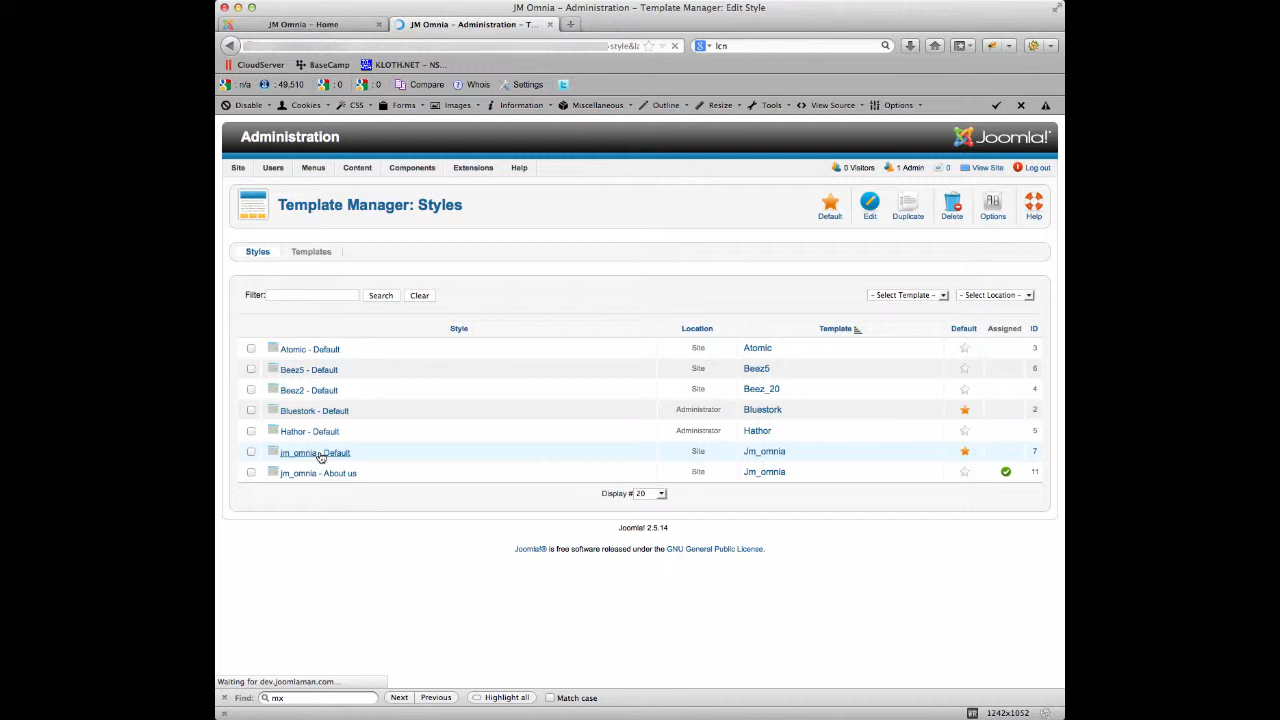 JM Omnia - Administration - Template Manager: Edit Style
JM Omnia - Home
JM Omnia - Administration - T...
-style&la
lcn
CloudServer BaseCamp KLOTH.NET - NS...
: n/a : 49,510 : 0 : 0 Compare Whois Settings
Disable Cookies CSS Forms Images Information Miscellaneous Outline Resize Tools View Source Options
Administration
Joomla!
Site Users Menus Content Components Extensions Help
0 Visitors 1 Admin 0 View Site Log out
Template Manager: Styles
Default Edit Duplicate Delete Options Help
Styles Templates
Filter: Search Clear
- Select Template - - Select Location -
Style Location Template Default Assigned ID
Atomic - Default Site Atomic 3
Beez5 - Default Site Beez5 6
Beez2 - Default Site Beez_20 4
Bluestork - Default Administrator Bluestork 2
Hathor - Default Administrator Hathor 5
jm_omnia - Default Site Jm_omnia 7
jm_omnia - About us Site Jm_omnia 11
Display # 20
Joomla! 2.5.14
Joomla!® is free software released under the GNU General Public License.
Waiting for dev.joomlaman.com...
Find: mx Next Previous Highlight all Match case
1242x1052